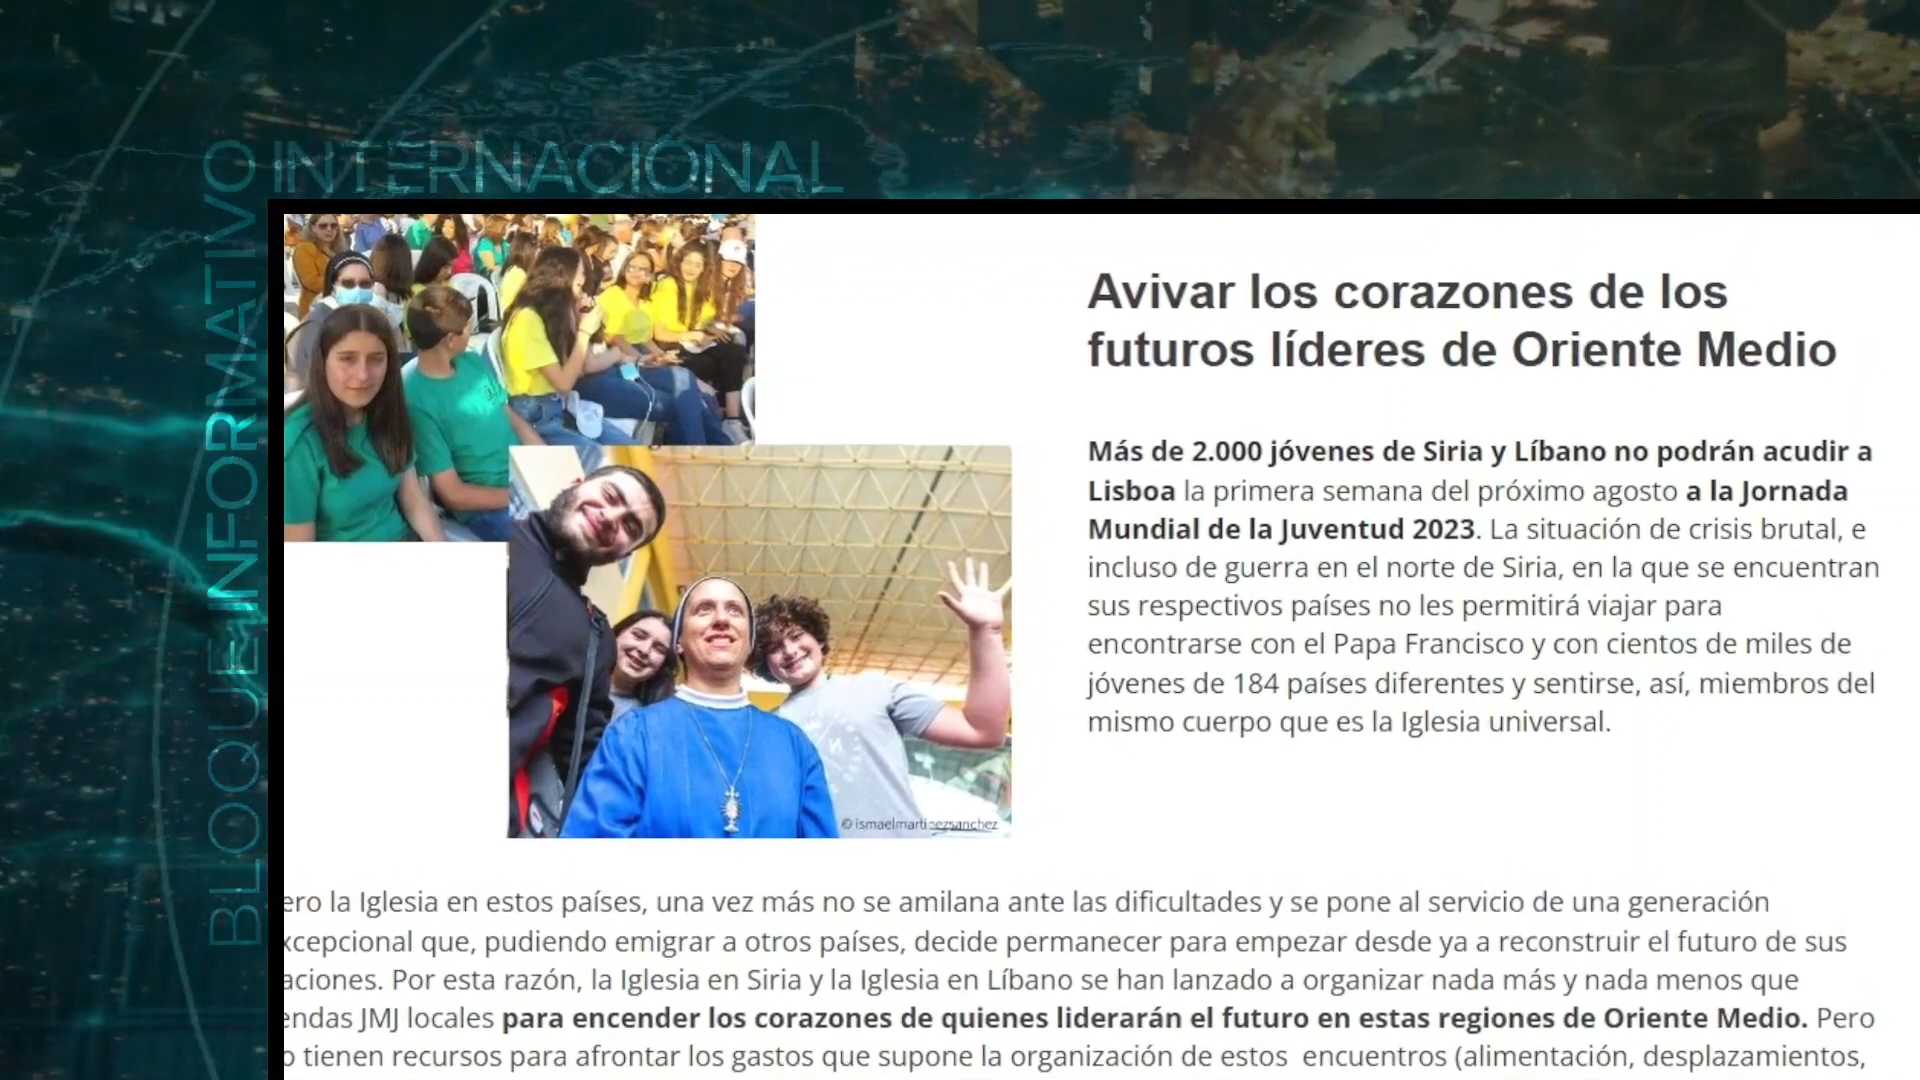 BLOQUE INFORMATIVO
INTERNACIONAL
Avivar los corazones de los
futuros líderes de Oriente Medio
Más de 2.000 jóvenes de Siria y Líbano no podrán acudir a
Lisboa la primera semana del próximo agosto a la Jornada
Mundial de la Juventud 2023. La situación de crisis brutal, e
incluso de guerra en el norte de Siria, en la que se encuentran
sus respectivos países no les permitirá viajar para
encontrarse con el Papa Francisco y con cientos de miles de
jóvenes de 184 países diferentes y sentirse, así, miembros del
mismo cuerpo que es la Iglesia universal.
© ismaelmartinezsanchez
ero la Iglesia en estos países, una vez más no se amilana ante las dificultades y se pone al servicio de una generación
xcepcional que, pudiendo emigrar a otros países, decide permanecer para empezar desde ya a reconstruir el futuro de sus
aciones. Por esta razón, la Iglesia en Siria y la Iglesia en Líbano se han lanzado a organizar nada más y nada menos que
endas JMJ locales para encender los corazones de quienes liderarán el futuro en estas regiones de Oriente Medio. Pero
o tienen recursos para afrontar los gastos que supone la organización de estos encuentros (alimentación, desplazamientos,